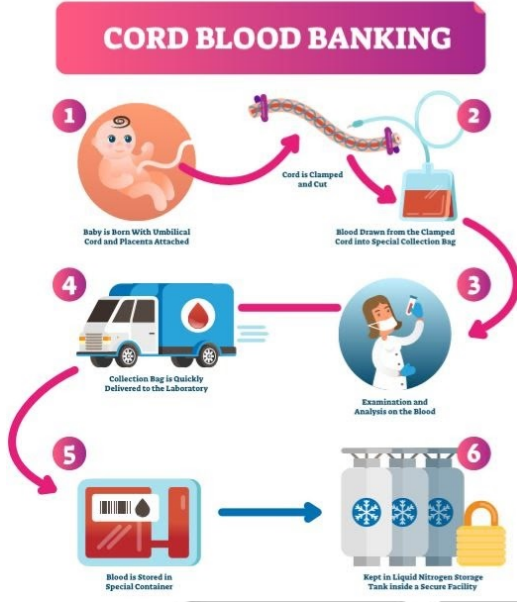 CORD BLOOD BANKING
1
Baby is Born With Umbilical
Cord and Placenta Attached
Cord is Clamped
and Cut
2
Blood Drawn from the Clamped
Cord into Special Collection Bag
3
Examination and
Analysis on the Blood
4
Collection Bag is Quickly
Delivered to the Laboratory
5
Blood is Stored in
Special Container
6
Kept in Liquid Nitrogen Storage
Tank inside a Secure Facility